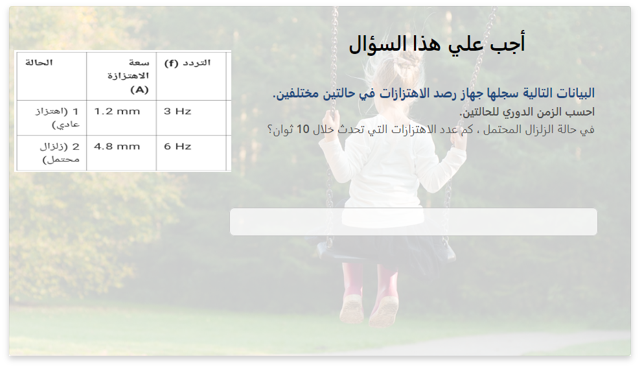 أجب علي هذا السؤال
البيانات التالية سجلها جهاز رصد الاهتزازات في حالتين مختلفتين.
احسب الزمن الدوري للحالتين.
في حالة الزلزال المحتمل ، كم عدد الاهتزازات التي تحدث خلال 10 ثوان؟
الحالة سعة الاهتزازة (A) التردد (f)
1 (اهتزاز عادي) 1.2 mm 3 Hz
2 (زلزال محتمل) 4.8 mm 6 Hz